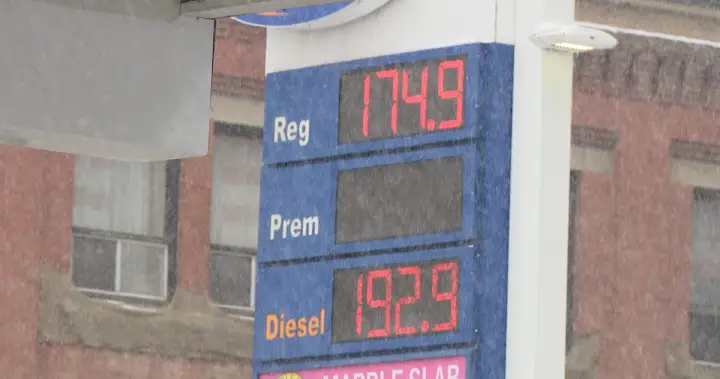 Reg 174.9
Prem
Diesel 192.9
MARBLE SLAB